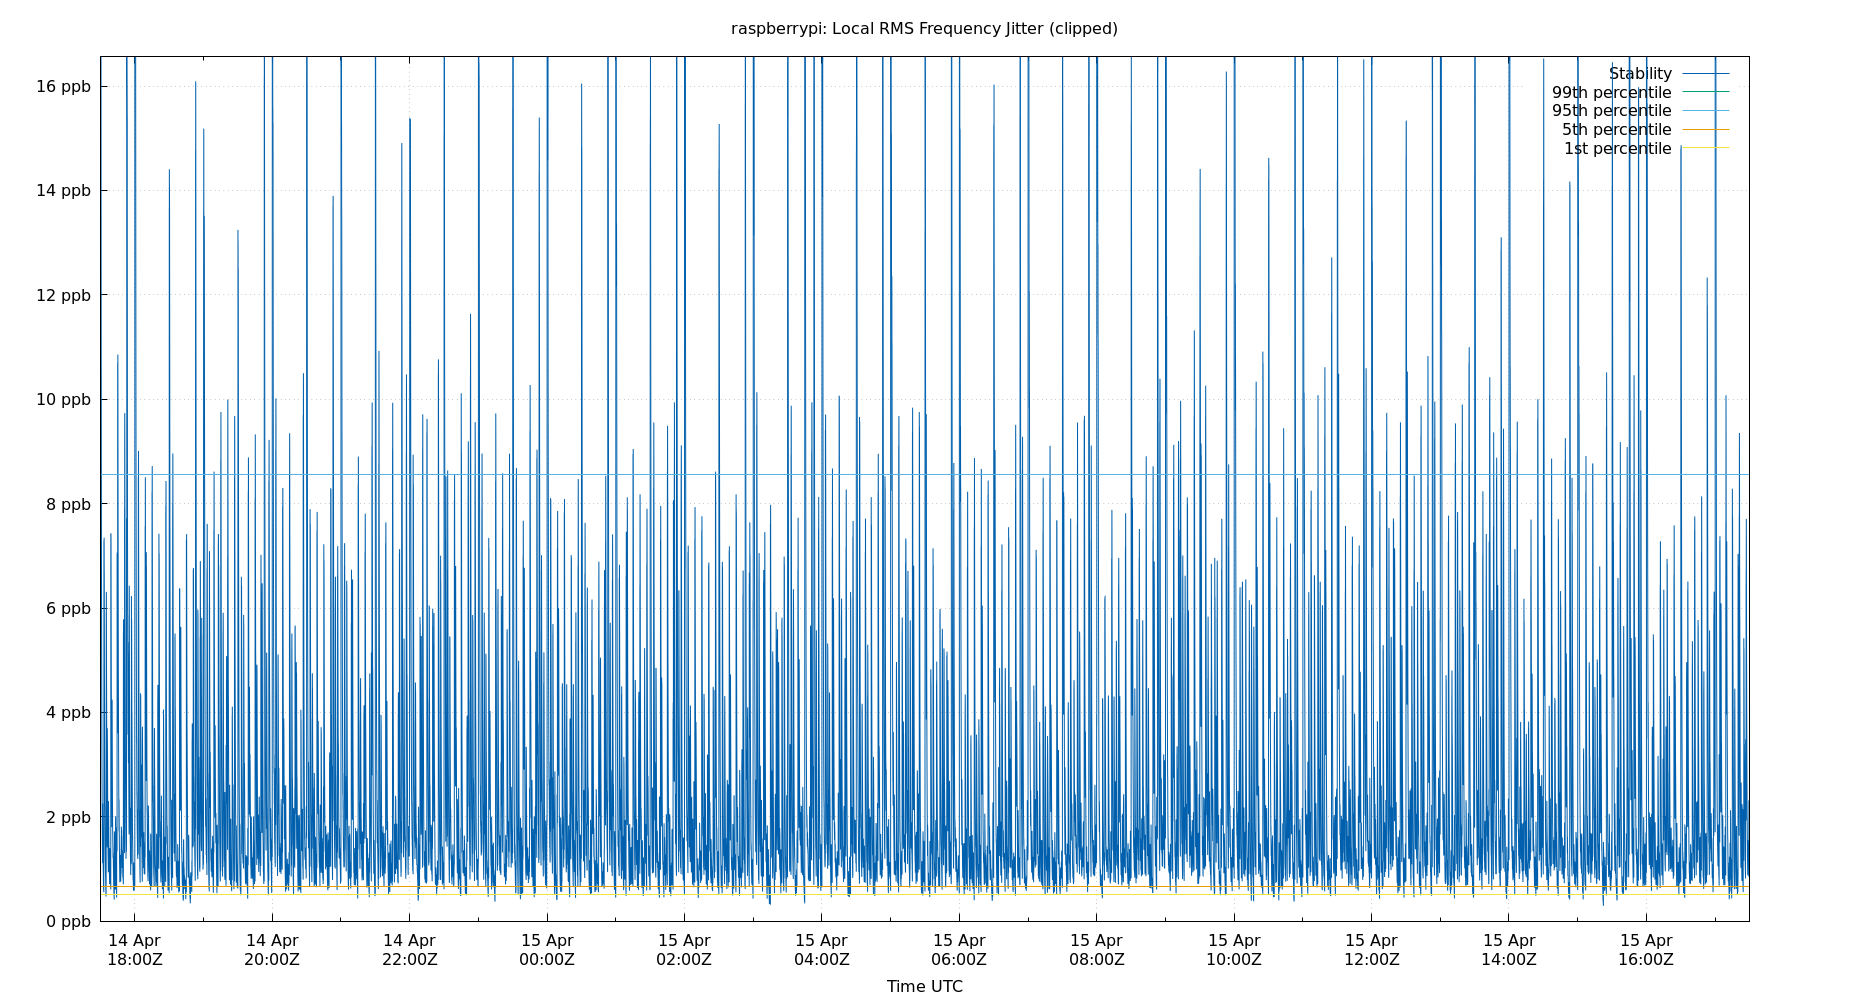 raspberrypi: Local RMS Frequency Jitter (clipped)
16 ppb
14 ppb
12 ppb
10 ppb
8 ppb
6 ppb
4 ppb
2 ppb
0 ppb
Stability
99th percentile
95th percentile
5th percentile
1st percentile
14 Apr
18:00Z
14 Apr
20:00Z
14 Apr
22:00Z
15 Apr
00:00Z
15 Apr
02:00Z
15 Apr
04:00Z
15 Apr
06:00Z
15 Apr
08:00Z
15 Apr
10:00Z
15 Apr
12:00Z
15 Apr
14:00Z
15 Apr
16:00Z
Time UTC